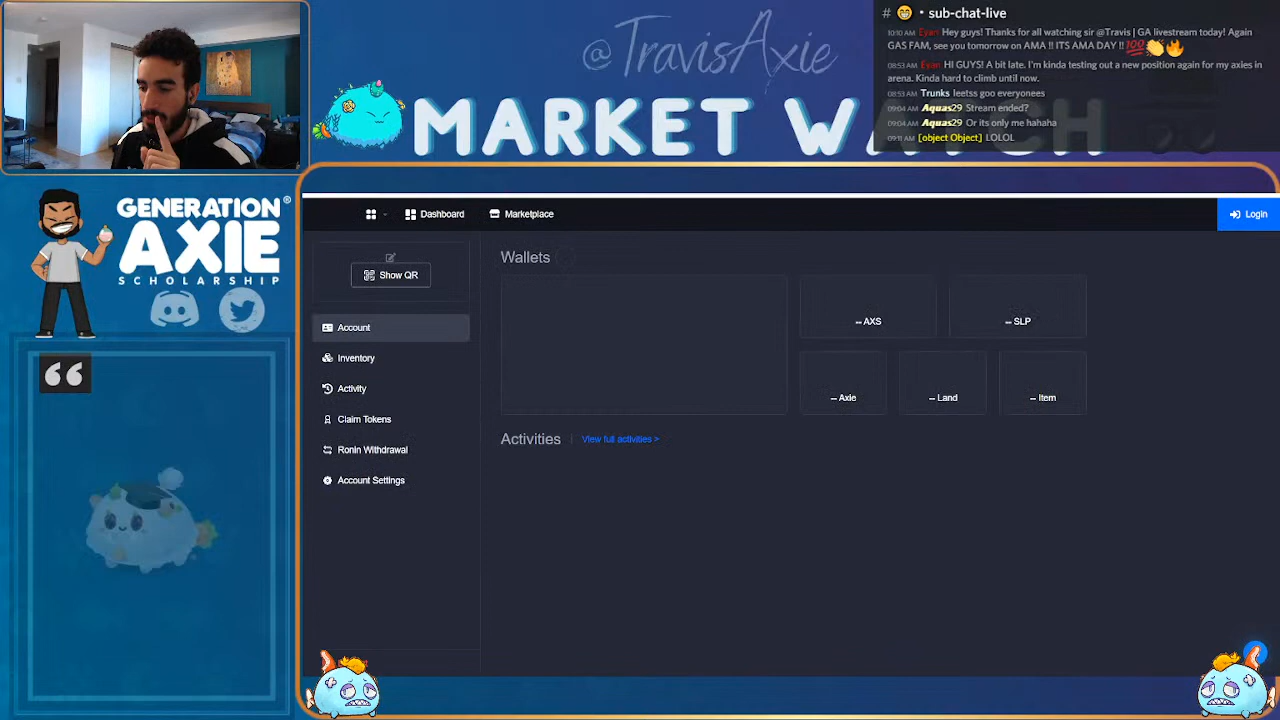 @TravisAxie
MARKET W
# 😁 • sub-chat-live
10:10 AM Evan Hey guys! Thanks for all watching sir @Travis | GA livestream today! Again
GAS FAM, see you tomorrow on AMA !! ITS AMA DAY !! 💯👏🔥
08:53 AM Evan HI GUYS! A bit late. I'm kinda testing out a new position again for my axies in
arena. Kinda hard to climb until now.
08:53 AM Trunks leetss goo everyonees
09:04 AM Aquas29 Stream ended?
09:04 AM Aquas29 Or its only me hahaha
09:11 AM [object Object] LOLOL
GENERATION®
AXIE
SCHOLARSHIP
“
Dashboard
Marketplace
Login
Show QR
Account
Inventory
Activity
Claim Tokens
Ronin Withdrawal
Account Settings
Wallets
-- AXS
-- SLP
-- Axie
-- Land
-- Item
Activities | View full activities >